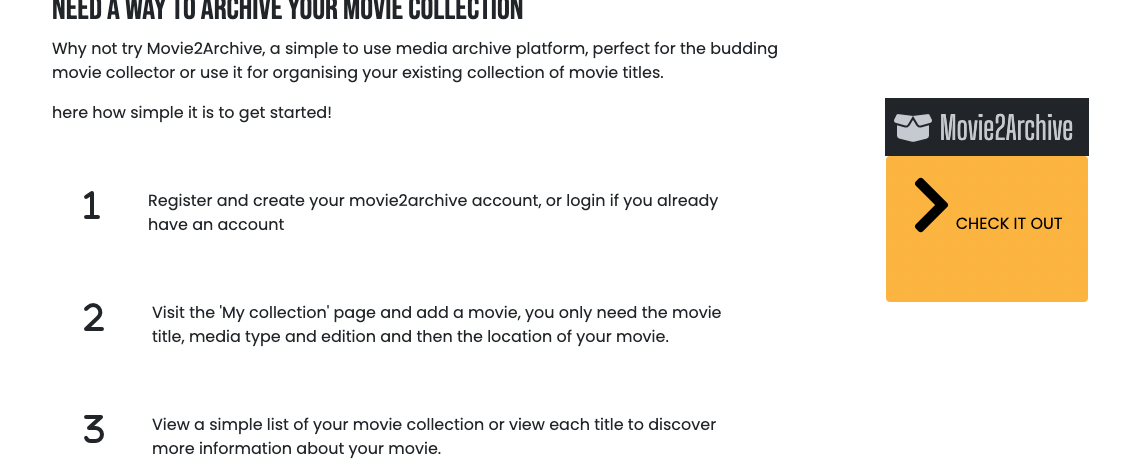 NEED A WAY TO ARCHIVE YOUR MOVIE COLLECTION
Why not try Movie2Archive, a simple to use media archive platform, perfect for the budding
movie collector or use it for organising your existing collection of movie titles.
here how simple it is to get started!
Movie2Archive
CHECK IT OUT
1
Register and create your movie2archive account, or login if you already
have an account
2
Visit the 'My collection' page and add a movie, you only need the movie
title, media type and edition and then the location of your movie.
3
View a simple list of your movie collection or view each title to discover
more information about your movie.